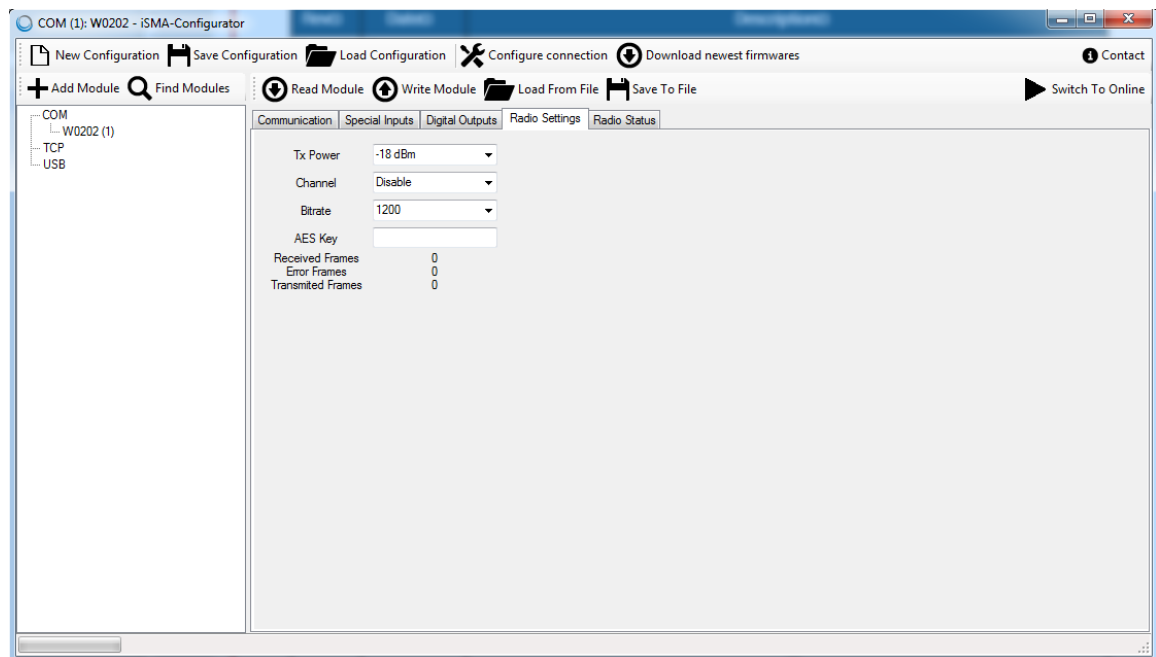 COM (1): W0202 - iSMA-Configurator
New Configuration Save Configuration Load Configuration Configure connection Download newest firmwares Contact
Add Module Find Modules Read Module Write Module Load From File Save To File Switch To Online
COM
W0202 (1)
TCP
USB
Communication Special Inputs Digital Outputs Radio Settings Radio Status
Tx Power -18 dBm
Channel Disable
Bitrate 1200
AES Key
Received Frames 0
Error Frames 0
Transmited Frames 0